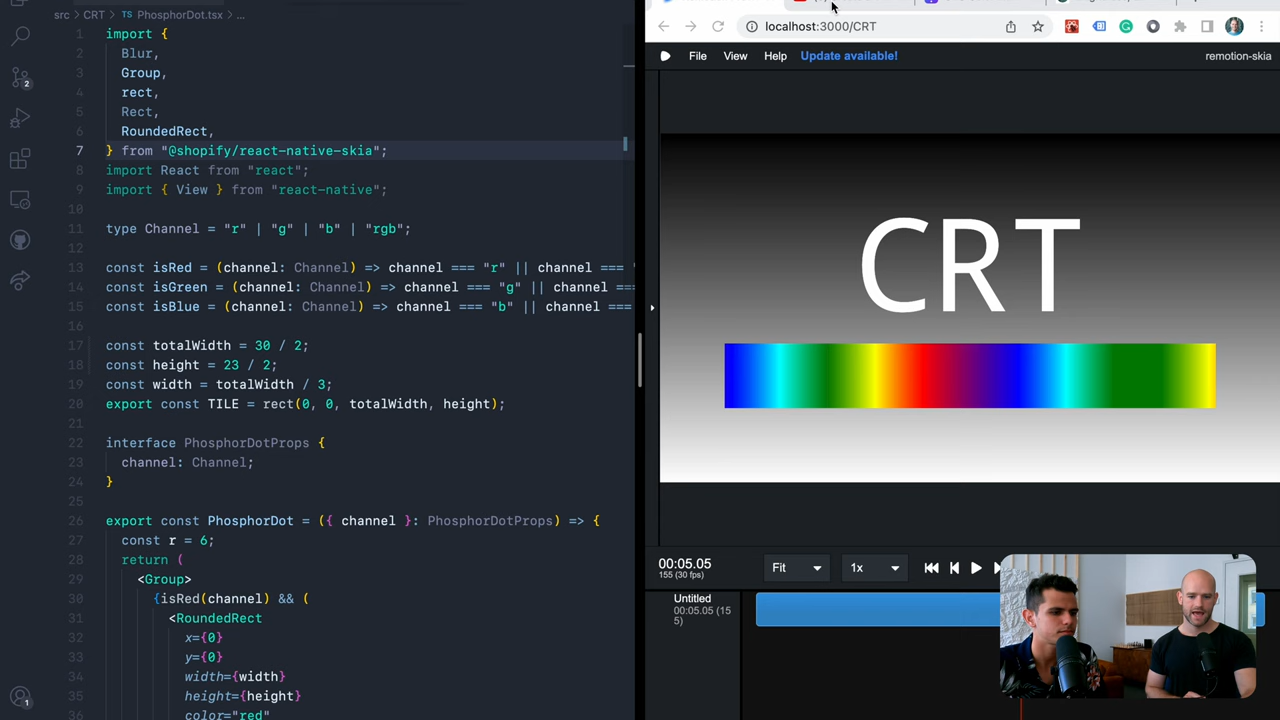 src > CRT > TS PhosphorDot.tsx > ...
1 import {
2 Blur,
3 Group,
4 rect,
5 Rect,
6 RoundedRect,
7 } from "@shopify/react-native-skia";
8 import React from "react";
9 import { View } from "react-native";
10
11 type Channel = "r" | "g" | "b" | "rgb";
12
13 const isRed = (channel: Channel) => channel === "r" || channel ===
14 const isGreen = (channel: Channel) => channel === "g" || channel ===
15 const isBlue = (channel: Channel) => channel === "b" || channel ===
16
17 const totalWidth = 30 / 2;
18 const height = 23 / 2;
19 const width = totalWidth / 3;
20 export const TILE = rect(0, 0, totalWidth, height);
21
22 interface PhosphorDotProps {
23 channel: Channel;
24 }
25
26 export const PhosphorDot = ({ channel }: PhosphorDotProps) => {
27 const r = 6;
28 return (
29 <Group>
30 {isRed(channel) && (
31 <RoundedRect
32 x={0}
33 y={0}
34 width={width}
35 height={height}
36 color="red"
2
1
localhost:3000/CRT
File View Help Update available! remotion-skia
CRT
00:05.05
155 (30 fps)
Fit 1x
Untitled
00:05.05 (15
5)